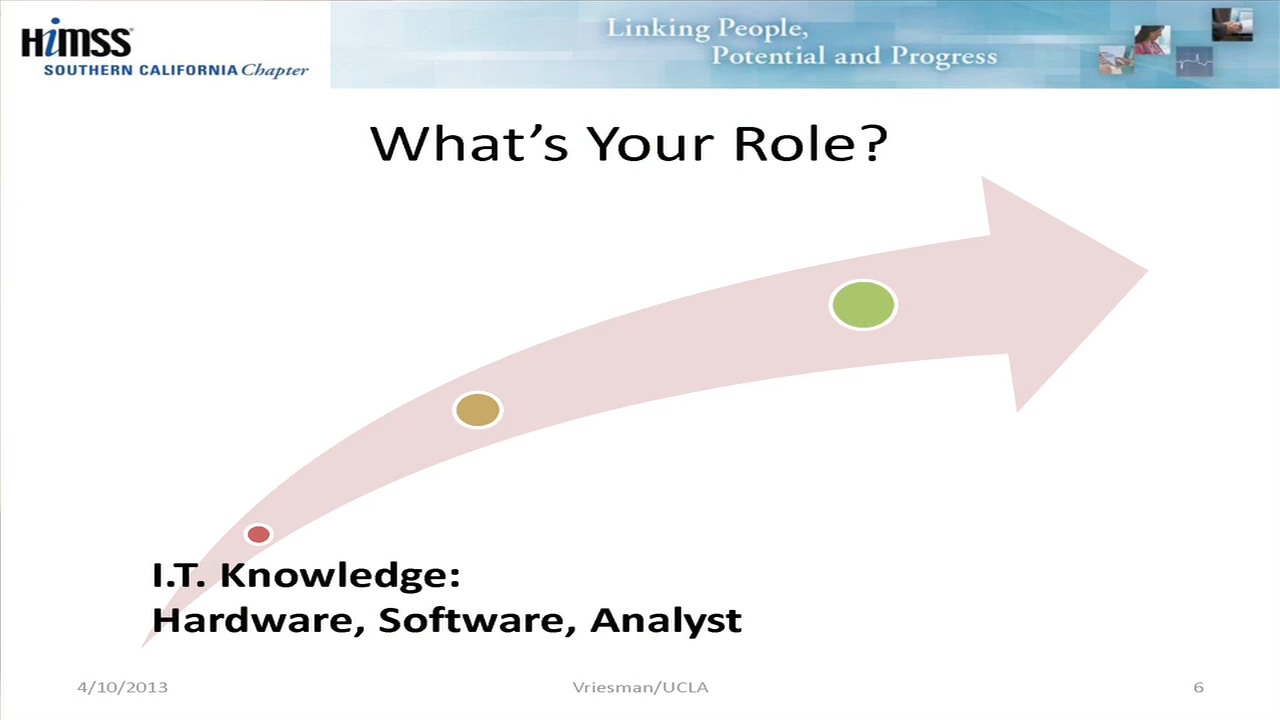 HiMSS
SOUTHERN CALIFORNIA Chapter
Linking People,
Potential and Progress
What's Your Role?
I.T. Knowledge:
Hardware, Software, Analyst
4/10/2013
Vriesman/UCLA
6